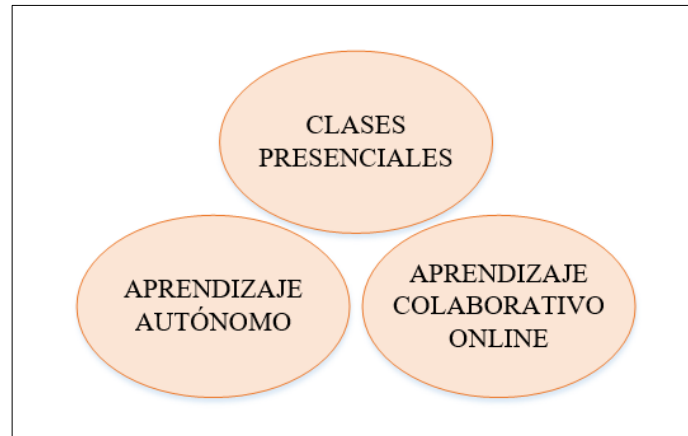 CLASES
PRESENCIALES
APRENDIZAJE
AUTÓNOMO
APRENDIZAJE
COLABORATIVO
ONLINE